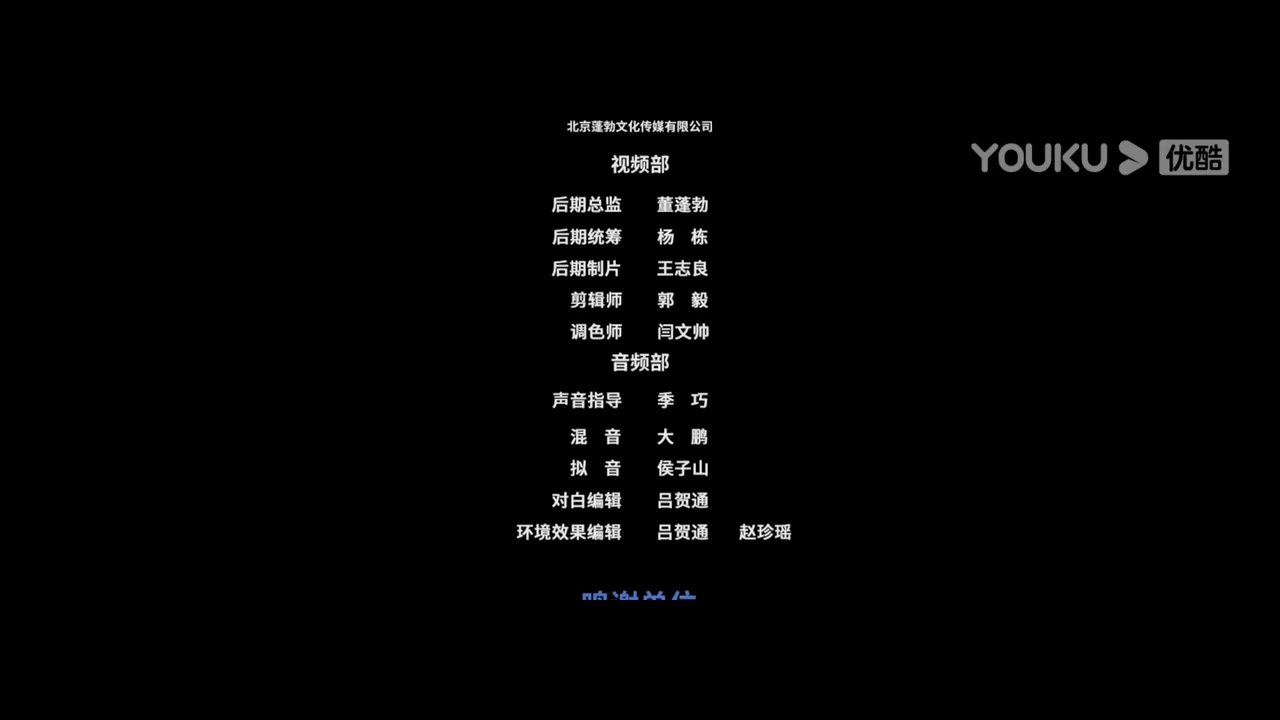 北京蓬勃文化传媒有限公司
YOUKU 优酷
视频部
后期总监 董蓬勃
后期统筹 杨 栋
后期制片 王志良
剪辑师 郭 毅
调色师 闫文帅
音频部
声音指导 季 巧
混 音 大 鹏
拟 音 侯子山
对白编辑 吕贺通
环境效果编辑 吕贺通 赵珍瑶
鸣谢单位